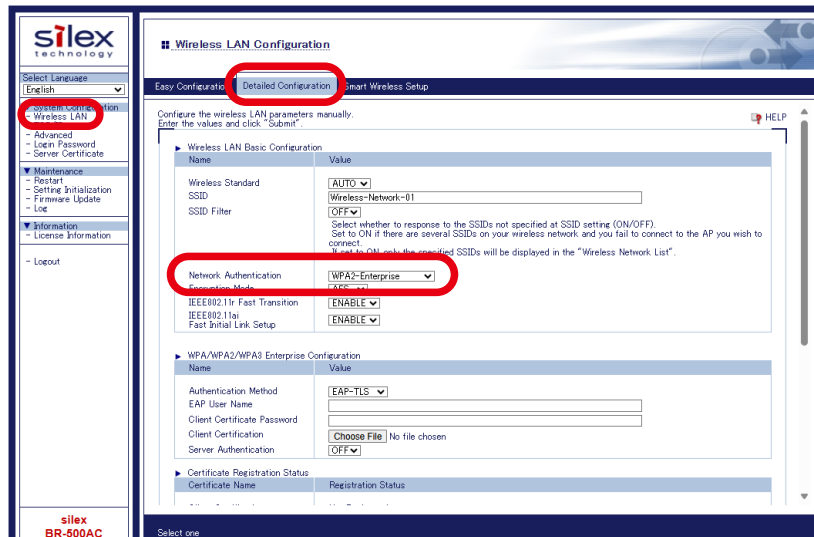 silex
technology
Select Language
English
▼ System Configuration
- Wireless LAN
- Advanced
- Login Password
- Server Certificate
▼ Maintenance
- Restart
- Setting Initialization
- Firmware Update
- Log
▼ Information
- License Information
- Logout
silex
BR-500AC
Wireless LAN Configuration
Easy Configuration Detailed Configuration Smart Wireless Setup
Configure the wireless LAN parameters manually.
Enter the values and click "Submit".
HELP
▶ Wireless LAN Basic Configuration
Name Value
Wireless Standard AUTO
SSID Wireless-Network-01
SSID Filter OFF
Select whether to response to the SSIDs not specified at SSID setting (ON/OFF).
Set to ON if there are several SSIDs on your wireless network and you fail to connect to the AP you wish to
connect.
If set to ON, only the specified SSIDs will be displayed in the "Wireless Network List".
Network Authentication WPA2-Enterprise
Encryption Mode AES
IEEE802.11r Fast Transition ENABLE
IEEE802.11ai
Fast Initial Link Setup ENABLE
▶ WPA/WPA2/WPA3 Enterprise Configuration
Name Value
Authentication Method EAP-TLS
EAP User Name
Client Certificate Password
Client Certification Choose File No file chosen
Server Authentication OFF
▶ Certificate Registration Status
Certificate Name Registration Status
Select one